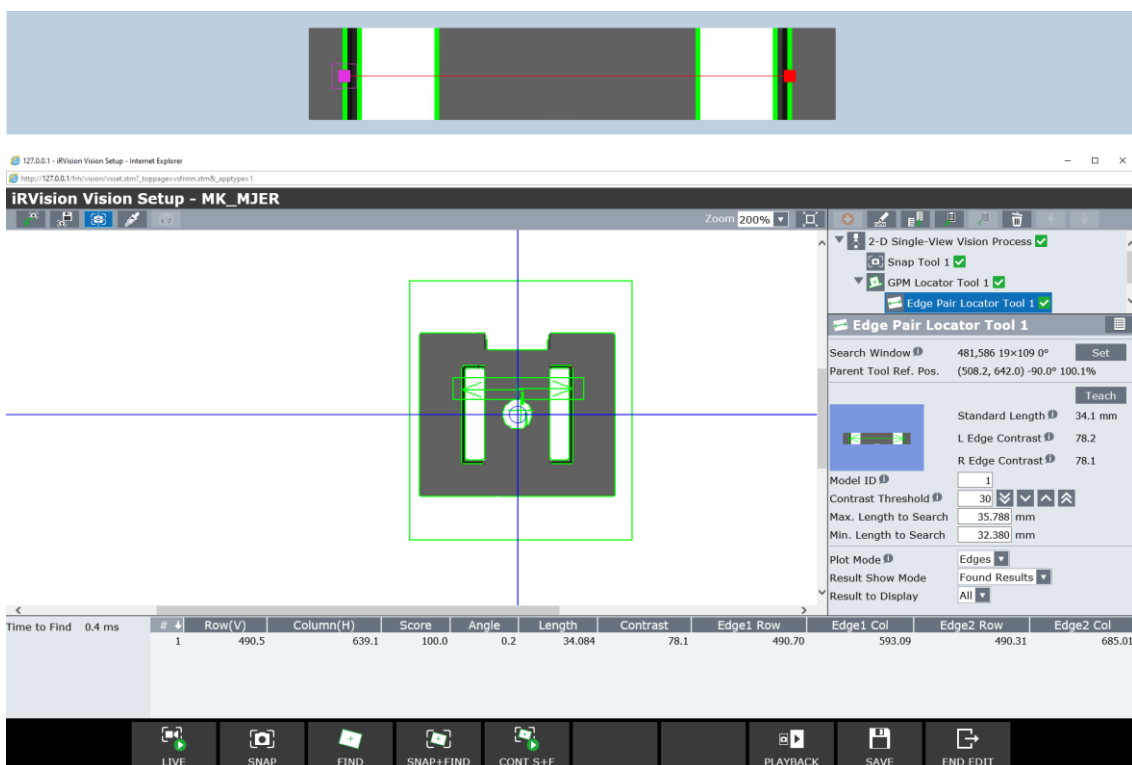 127.0.0.1 - iRVision Vision Setup - Internet Explorer
http://127.0.0.1/frh/vision/vsset.stm?_toppage=vsfrmn.stm&_apptype=1
iRVision Vision Setup - MK_MJER
Zoom 200%
2-D Single-View Vision Process
Snap Tool 1
GPM Locator Tool 1
Edge Pair Locator Tool 1
Edge Pair Locator Tool 1
Search Window 481,586 19×109 0° Set
Parent Tool Ref. Pos. (508.2, 642.0) -90.0° 100.1%
Teach
Standard Length 34.1 mm
L Edge Contrast 78.2
R Edge Contrast 78.1
Model ID 1
Contrast Threshold 30
Max. Length to Search 35.788 mm
Min. Length to Search 32.380 mm
Plot Mode Edges
Result Show Mode Found Results
Result to Display All
Time to Find 0.4 ms
# Row(V) Column(H) Score Angle Length Contrast Edge1 Row Edge1 Col Edge2 Row Edge2 Col
1 490.5 639.1 100.0 0.2 34.084 78.1 490.70 593.09 490.31 685.01
LIVE SNAP FIND SNAP+FIND CONT S+F PLAYBACK SAVE END EDIT